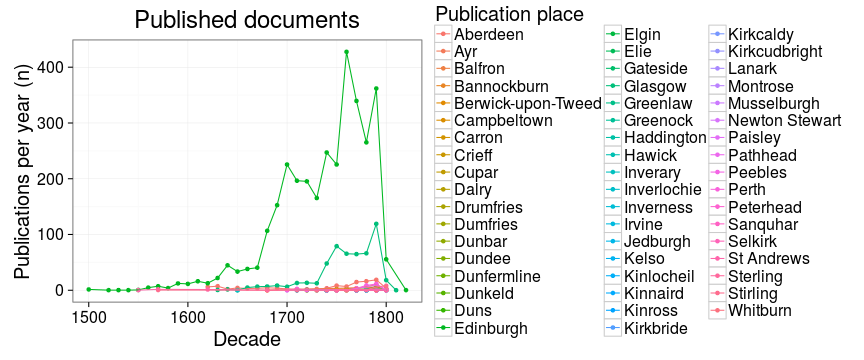 Published documents
Publications per year (n)
400
300
200
100
0
1500
1600
1700
1800
Decade
Publication place
Aberdeen
Ayr
Balfron
Bannockburn
Berwick-upon-Tweed
Campbeltown
Carron
Crieff
Cupar
Dalry
Drumfries
Dumfries
Dunbar
Dundee
Dunfermline
Dunkeld
Duns
Edinburgh
Elgin
Elie
Gateside
Glasgow
Greenlaw
Greenock
Haddington
Hawick
Inverary
Inverlochie
Inverness
Irvine
Jedburgh
Kelso
Kinlocheil
Kinnaird
Kinross
Kirkbride
Kirkcaldy
Kirkcudbright
Lanark
Montrose
Musselburgh
Newton Stewart
Paisley
Pathhead
Peebles
Perth
Peterhead
Sanquhar
Selkirk
St Andrews
Sterling
Stirling
Whitburn